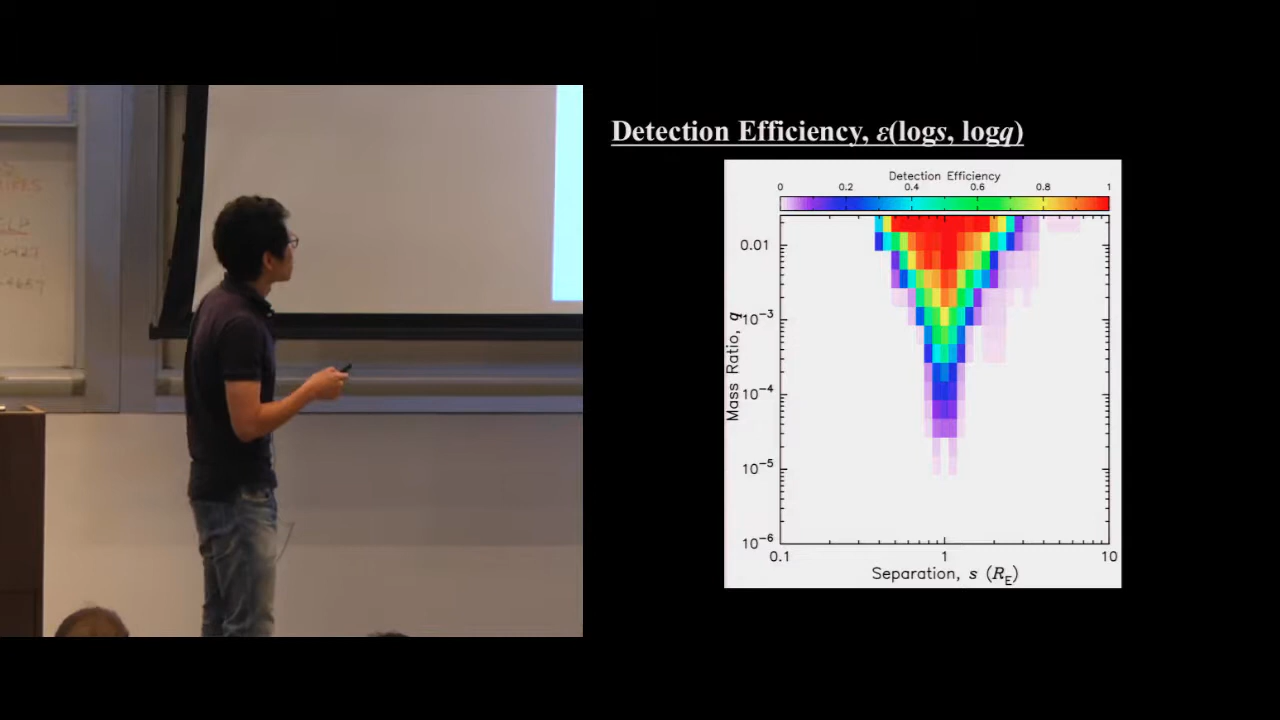 Detection Efficiency, ε(logs, logq)
Detection Efficiency
0 0.2 0.4 0.6 0.8 1
0.01
10⁻³
10⁻⁴
10⁻⁵
10⁻⁶
Mass Ratio, q
0.1 1 10
Separation, s (R_E)